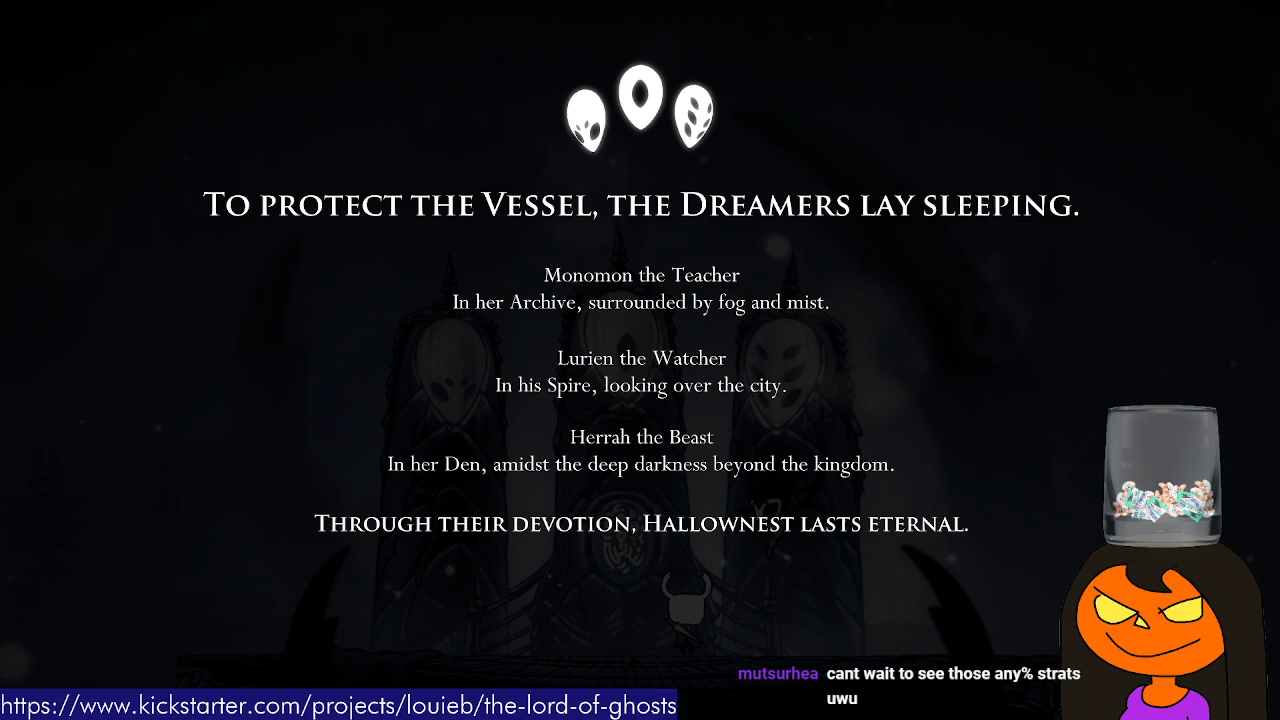 To protect the Vessel, the Dreamers lay sleeping.
Monomon the Teacher
In her Archive, surrounded by fog and mist.
Lurien the Watcher
In his Spire, looking over the city.
Herrah the Beast
In her Den, amidst the deep darkness beyond the kingdom.
Through their devotion, Hallownest lasts eternal.
mutsurhea cant wait to see those any% strats
uwu
https://www.kickstarter.com/projects/louieb/the-lord-of-ghosts